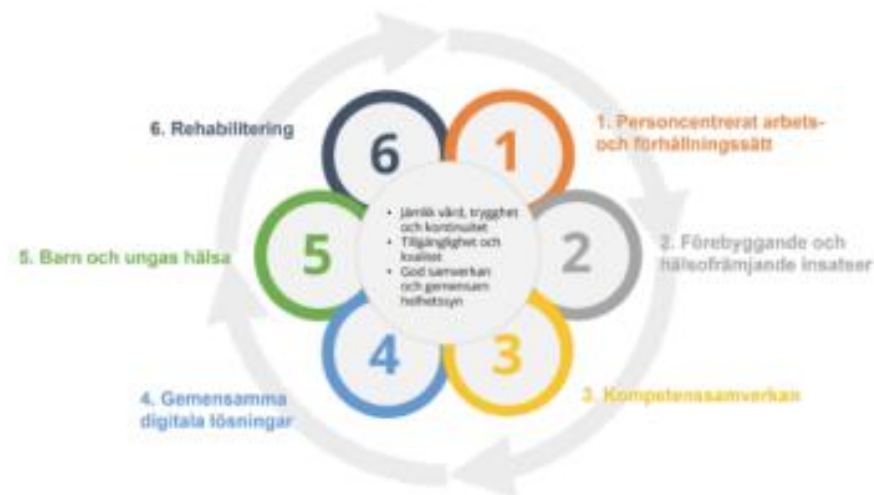 6. Rehabilitering
1. Personcentrerat arbets-
och förhållningssätt
6
1
5
2
4
3
• Jämlik vård, trygghet
och kontinuitet
• Tillgänglighet och
kvalitet
• God samverkan
och gemensam
helhetssyn
5. Barn och ungas hälsa
2. Förebyggande och
hälsofrämjande insatser
4. Gemensamma
digitala lösningar
3. Kompetenssamverkan